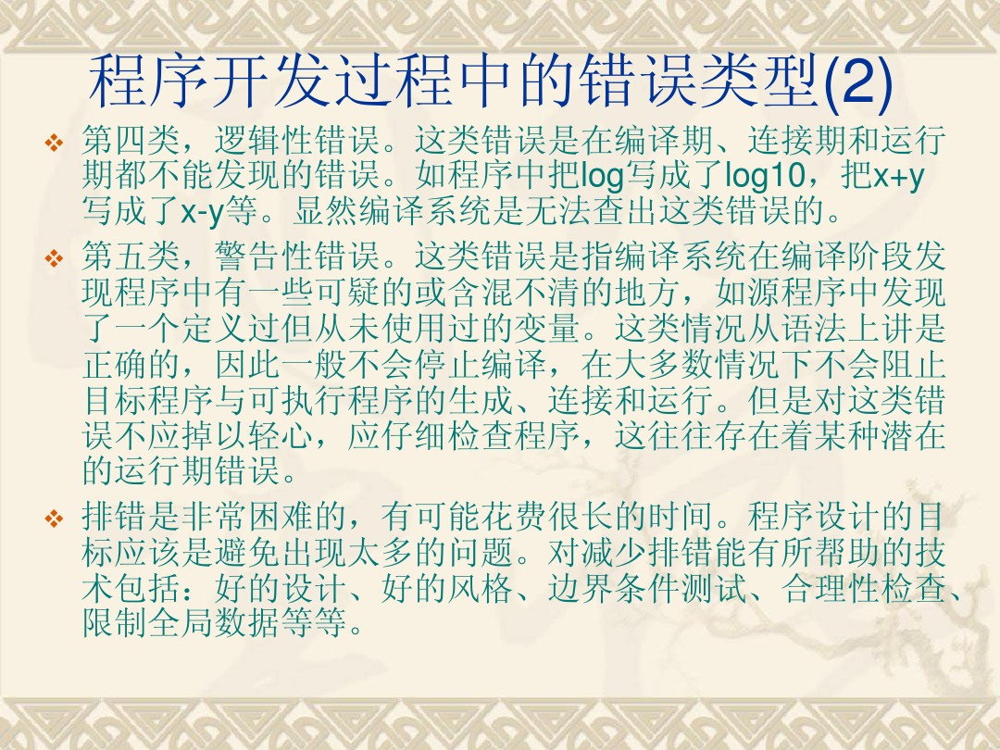 程序开发过程中的错误类型(2)
第四类，逻辑性错误。这类错误是在编译期、连接期和运行
期都不能发现的错误。如程序中把log写成了log10，把x+y
写成了x-y等。显然编译系统是无法查出这类错误的。
第五类，警告性错误。这类错误是指编译系统在编译阶段发
现程序中有一些可疑的或含混不清的地方，如源程序中发现
了一个定义过但从未使用过的变量。这类情况从语法上讲是
正确的，因此一般不会停止编译，在大多数情况下不会阻止
目标程序与可执行程序的生成、连接和运行。但是对这类错
误不应掉以轻心，应仔细检查程序，这往往存在着某种潜在
的运行期错误。
排错是非常困难的，有可能花费很长的时间。程序设计的目
标应该是避免出现太多的问题。对减少排错能有所帮助的技
术包括：好的设计、好的风格、边界条件测试、合理性检查、
限制全局数据等等。